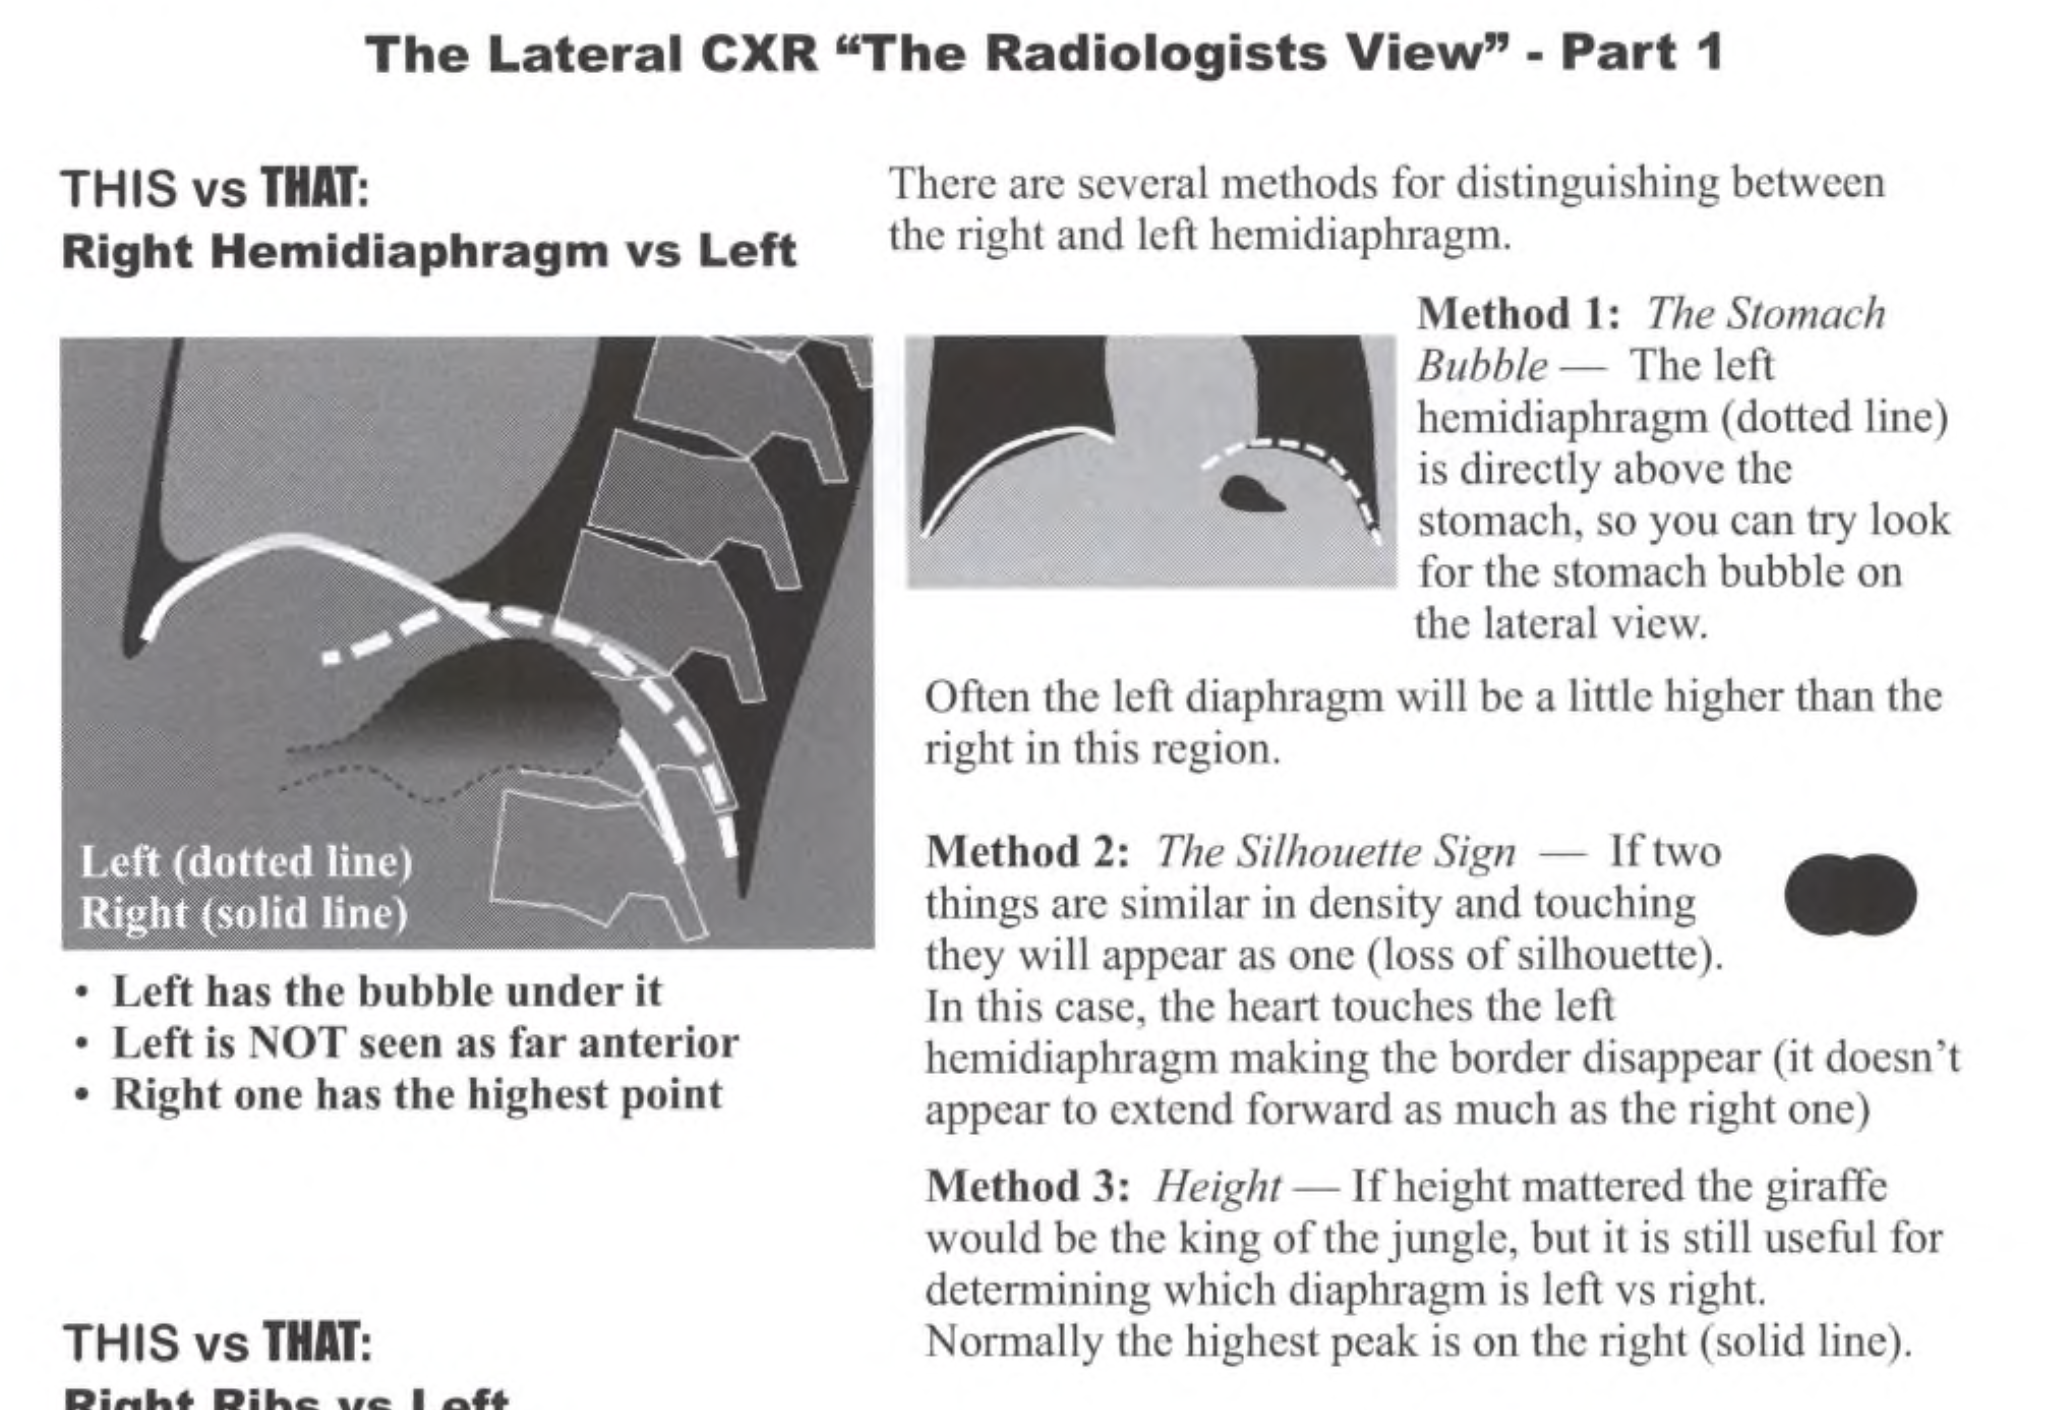 The Lateral CXR “The Radiologists View” - Part 1
THIS vs THAT:
Right Hemidiaphragm vs Left
Left (dotted line)
Right (solid line)
• Left has the bubble under it
• Left is NOT seen as far anterior
• Right one has the highest point
There are several methods for distinguishing between
the right and left hemidiaphragm.
Method 1: The Stomach
Bubble — The left
hemidiaphragm (dotted line)
is directly above the
stomach, so you can try look
for the stomach bubble on
the lateral view.
Often the left diaphragm will be a little higher than the
right in this region.
Method 2: The Silhouette Sign — If two
things are similar in density and touching
they will appear as one (loss of silhouette).
In this case, the heart touches the left
hemidiaphragm making the border disappear (it doesn’t
appear to extend forward as much as the right one)
Method 3: Height — If height mattered the giraffe
would be the king of the jungle, but it is still useful for
determining which diaphragm is left vs right.
Normally the highest peak is on the right (solid line).
THIS vs THAT:
Right Ribs vs Left